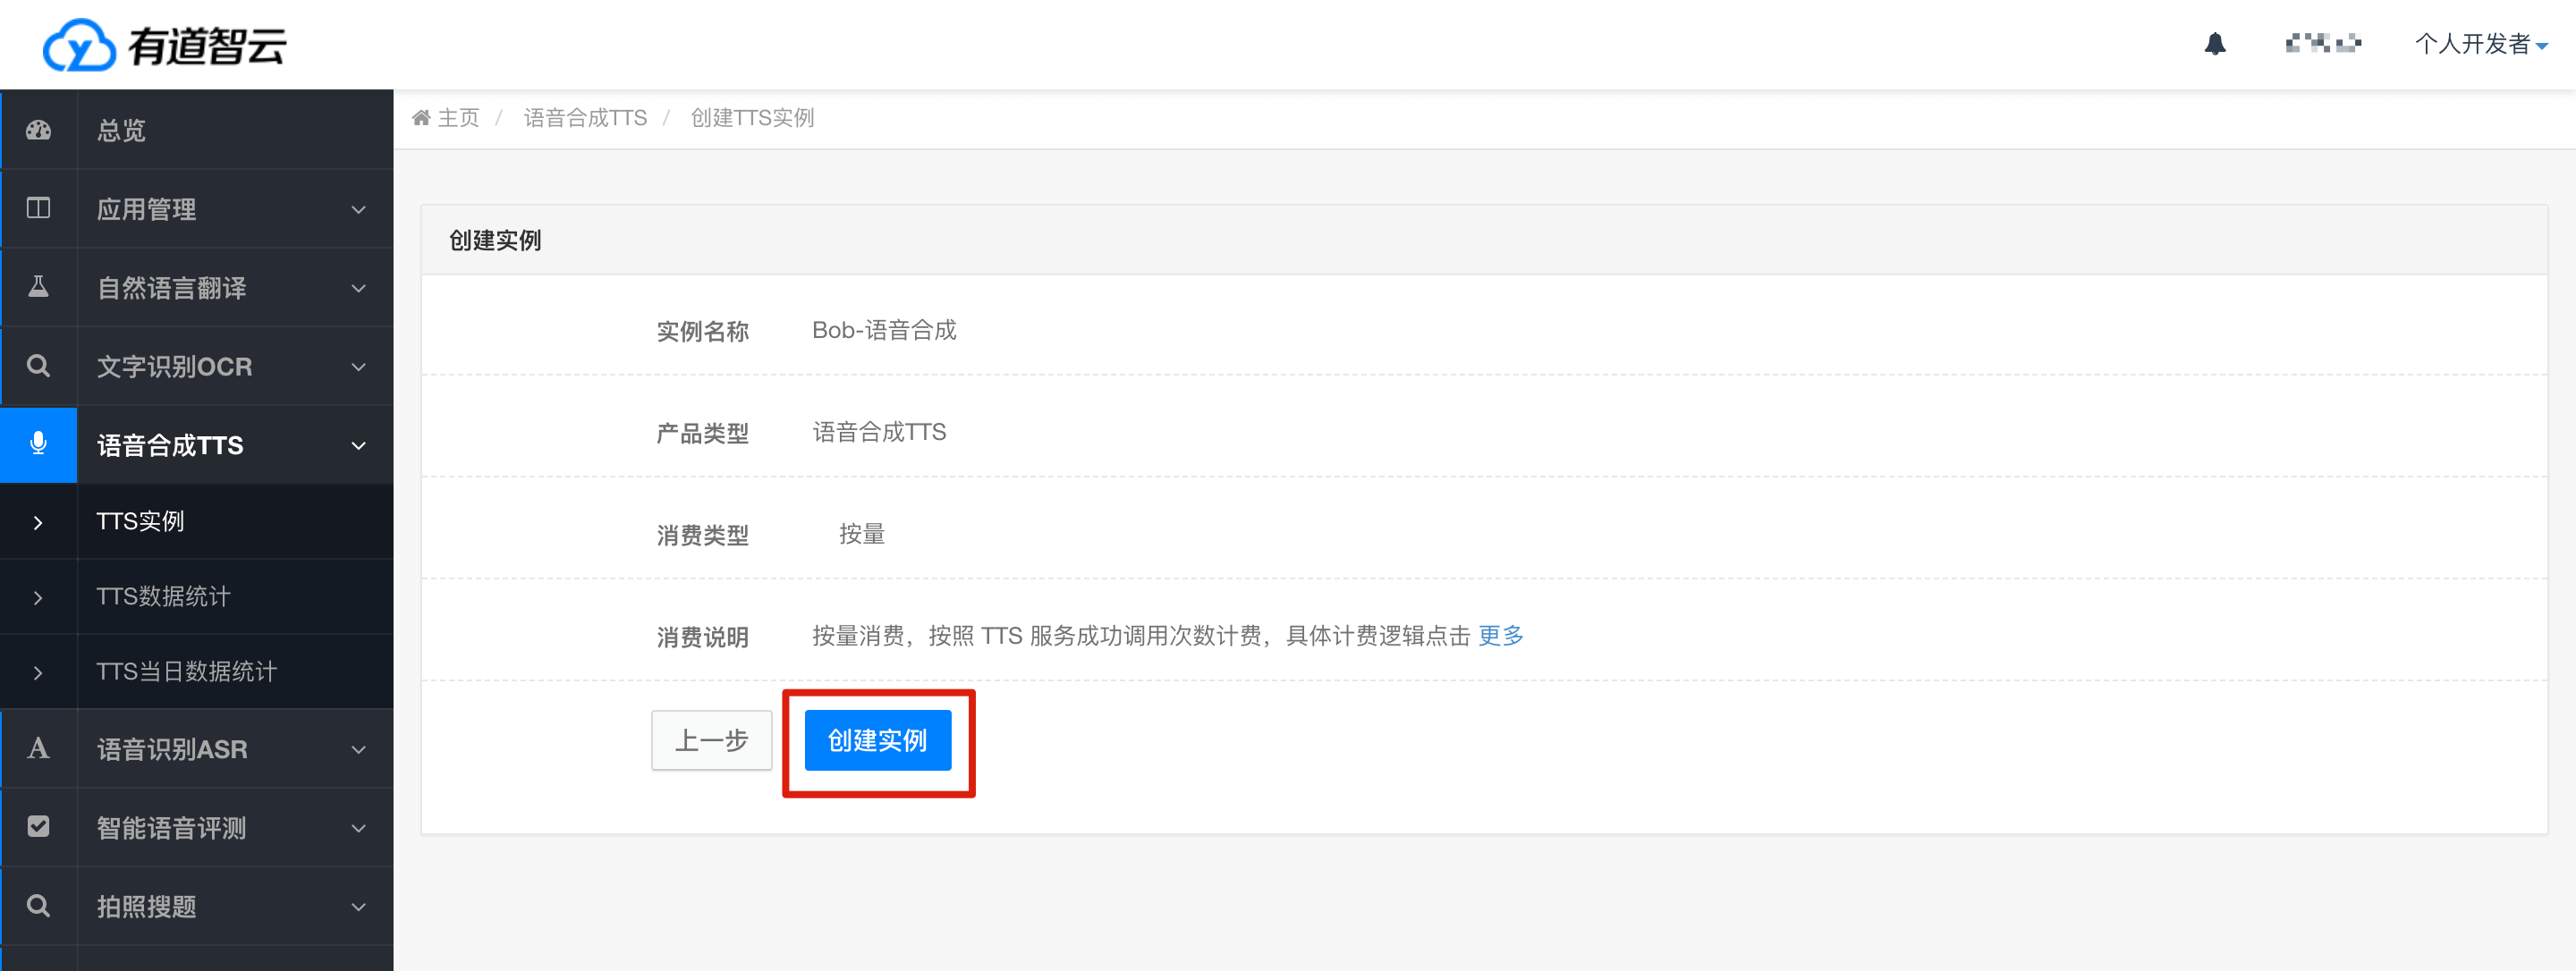 有道智云
个人开发者
总览
应用管理
自然语言翻译
文字识别OCR
语音合成TTS
TTS实例
TTS数据统计
TTS当日数据统计
语音识别ASR
智能语音评测
拍照搜题
主页 / 语音合成TTS / 创建TTS实例
创建实例
实例名称 Bob-语音合成
产品类型 语音合成TTS
消费类型 按量
消费说明 按量消费，按照 TTS 服务成功调用次数计费，具体计费逻辑点击 更多
上一步 创建实例